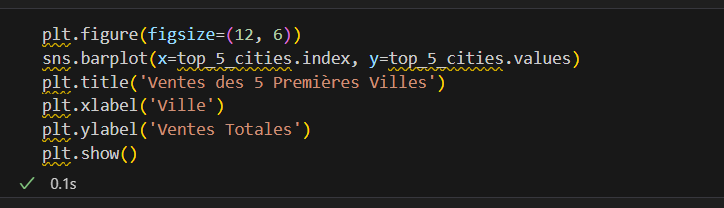 plt.figure(figsize=(12, 6))
sns.barplot(x=top_5_cities.index, y=top_5_cities.values)
plt.title('Ventes des 5 Premières Villes')
plt.xlabel('Ville')
plt.ylabel('Ventes Totales')
plt.show()
0.1s